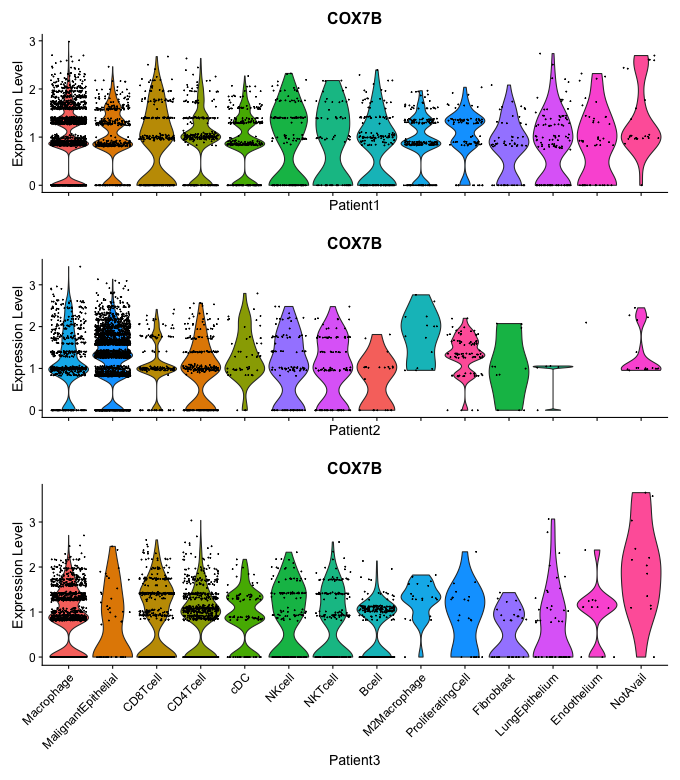 COX7B
Expression Level
3
2
1
0
Patient1
COX7B
Expression Level
3
2
1
0
Patient2
COX7B
Expression Level
3
2
1
0
Macrophage
MalignantEpithelial
CD8Tcell
CD4Tcell
cDC
NKcell
NKTcell
Bcell
M2Macrophage
ProliferatingCell
Fibroblast
LungEpithelium
Endothelium
NotAvail
Patient3